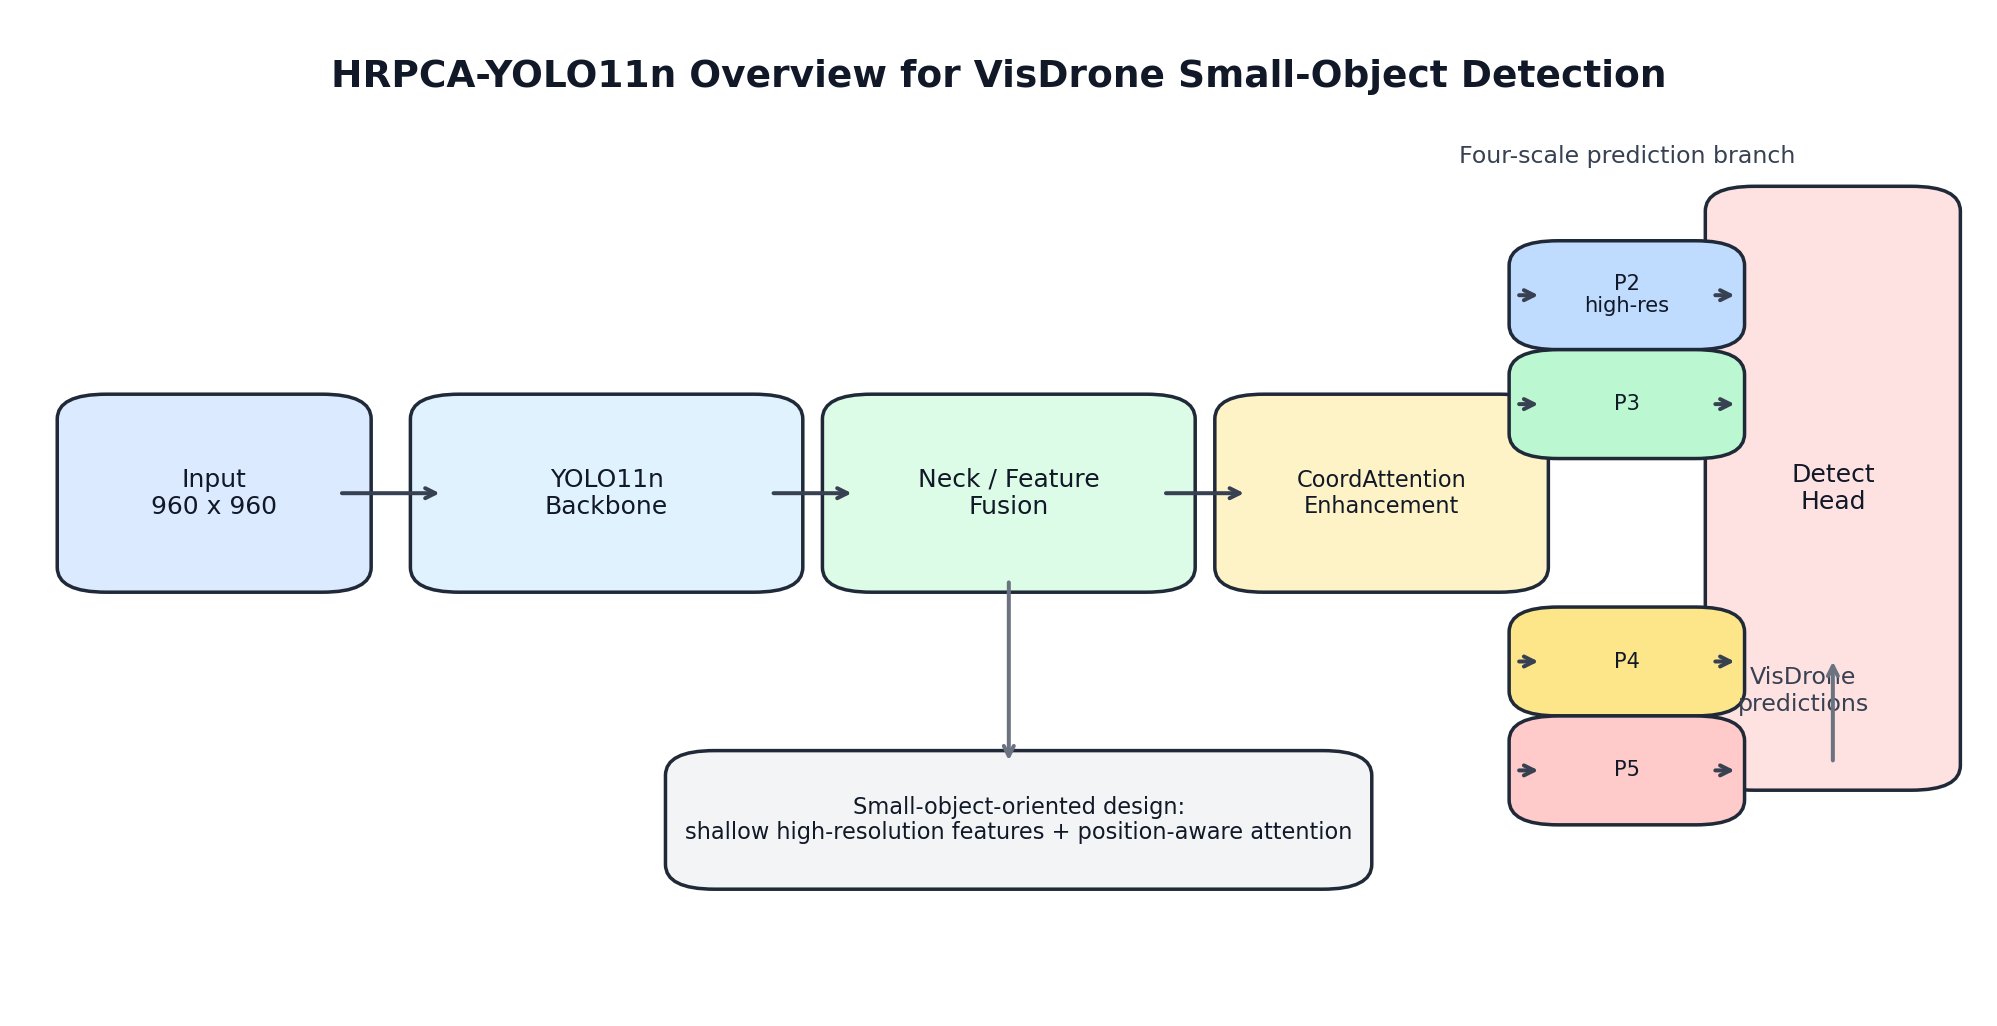 HRPCA-YOLO11n Overview for VisDrone Small-Object Detection
Four-scale prediction branch
P2
high-res
P3
Input
960 x 960
YOLO11n
Backbone
Neck / Feature
Fusion
CoordAttention
Enhancement
Detect
Head
P4
VisDrone
predictions
P5
Small-object-oriented design:
shallow high-resolution features + position-aware attention